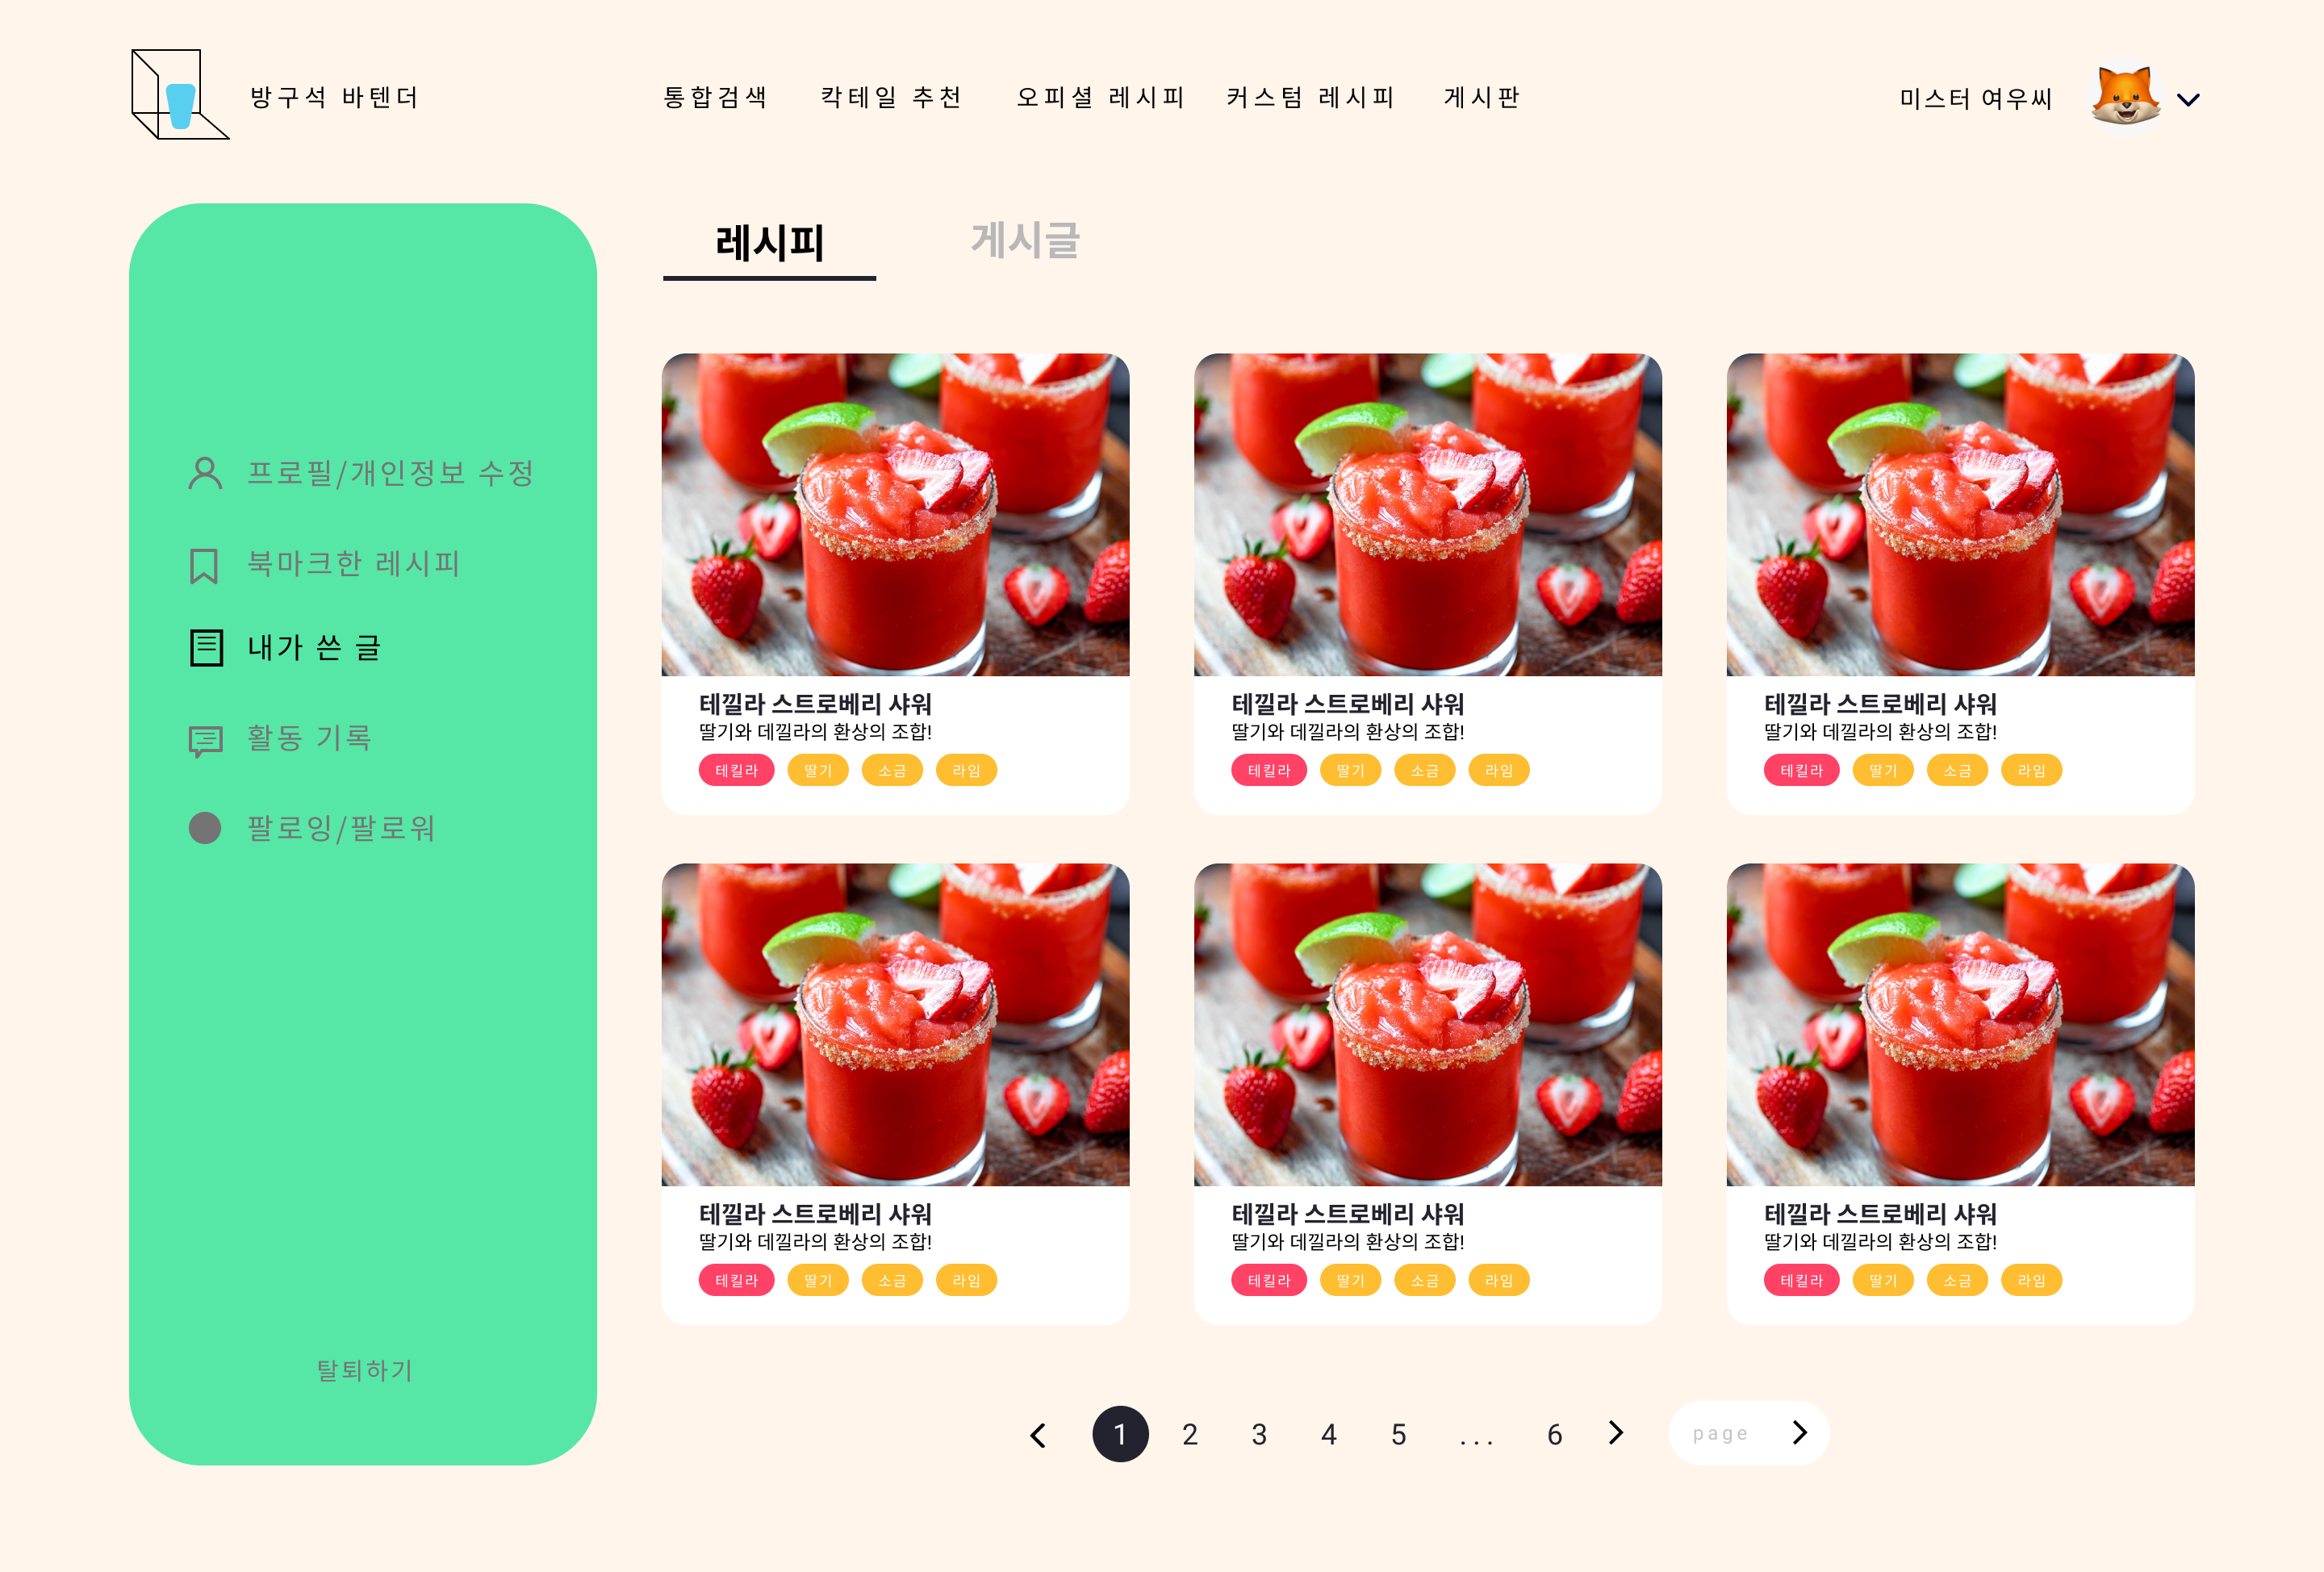 방구석 바텐더
통합검색 칵테일 추천 오피셜 레시피 커스텀 레시피 게시판
미스터 여우씨
프로필/개인정보 수정
북마크한 레시피
내가 쓴 글
활동 기록
팔로잉/팔로워
탈퇴하기
레시피 게시글
테낄라 스트로베리 샤워
딸기와 데낄라의 환상의 조합!
테킬라 딸기 소금 라임
테낄라 스트로베리 샤워
딸기와 데낄라의 환상의 조합!
테킬라 딸기 소금 라임
테낄라 스트로베리 샤워
딸기와 데낄라의 환상의 조합!
테킬라 딸기 소금 라임
테낄라 스트로베리 샤워
딸기와 데낄라의 환상의 조합!
테킬라 딸기 소금 라임
테낄라 스트로베리 샤워
딸기와 데낄라의 환상의 조합!
테킬라 딸기 소금 라임
테낄라 스트로베리 샤워
딸기와 데낄라의 환상의 조합!
테킬라 딸기 소금 라임
1 2 3 4 5 ... 6 page